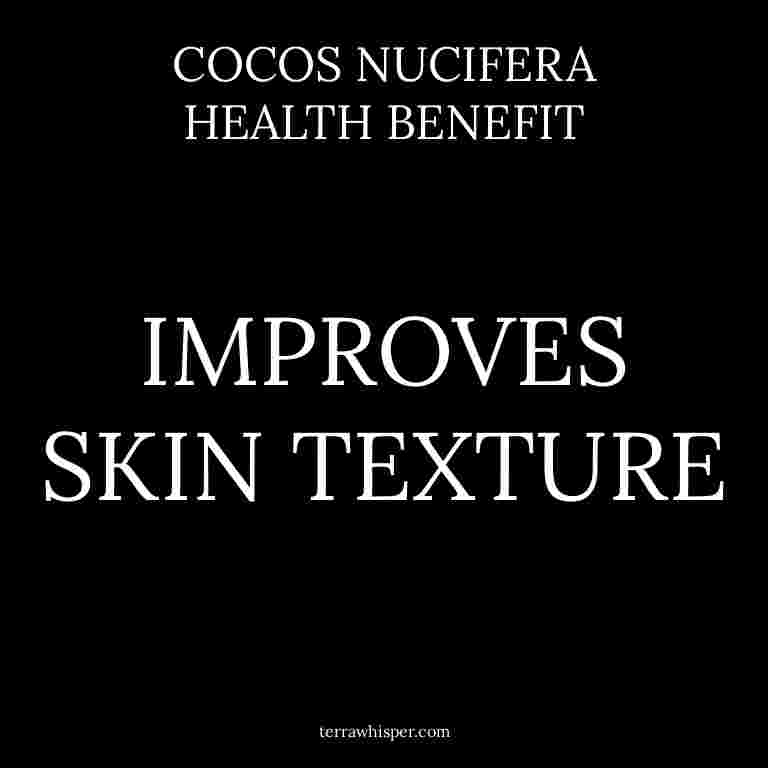 COCOS NUCIFERA
HEALTH BENEFIT
IMPROVES
SKIN TEXTURE
terrawhisper.com